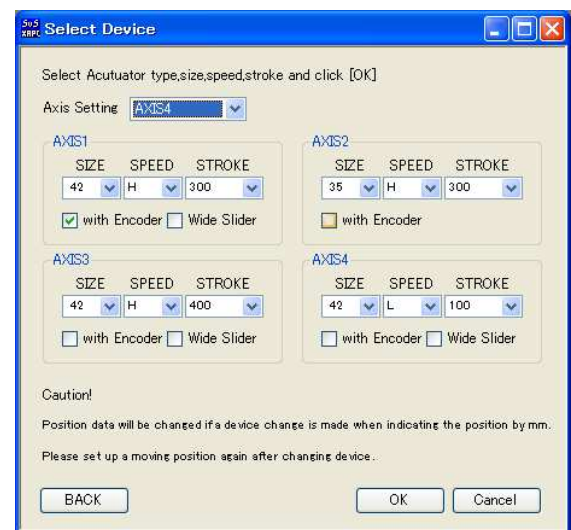 SUS XRPC Select Device
Select Acutuator type,size,speed,stroke and click [OK]
Axis Setting AXIS4
AXIS1 AXIS2
SIZE SPEED STROKE SIZE SPEED STROKE
42 H 300 35 H 300
with Encoder Wide Slider with Encoder
AXIS3 AXIS4
SIZE SPEED STROKE SIZE SPEED STROKE
42 H 400 42 L 100
with Encoder Wide Slider with Encoder Wide Slider
Caution!
Position data will be changed if a device change is made when indicating the position by mm.
Please set up a moving position again after changing device.
BACK OK Cancel